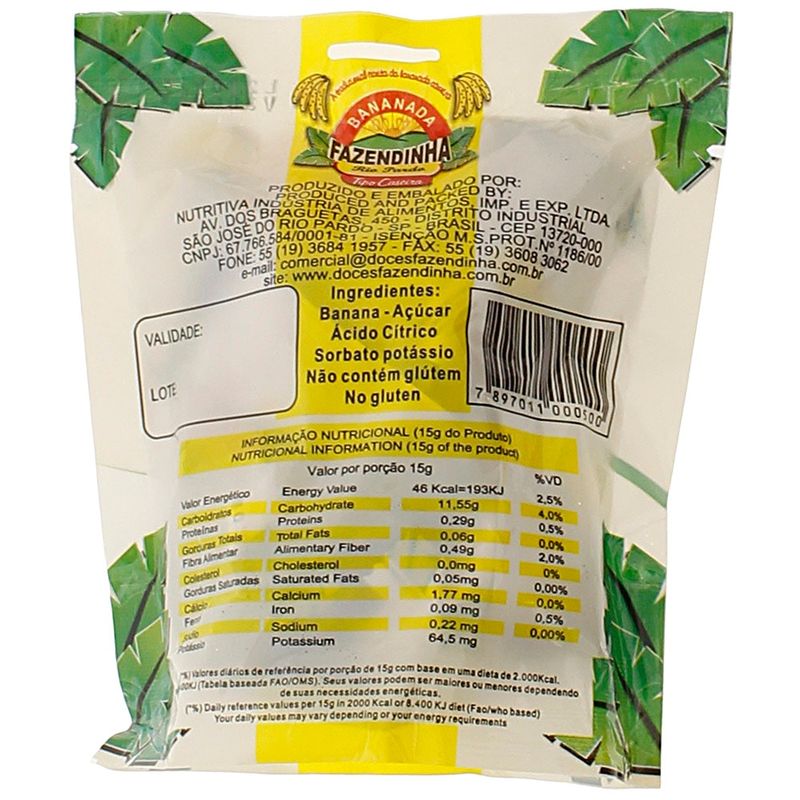 A mais mais gostosa bananada caseira
BANANADA
FAZENDINHA
Rio Pardo
Tipo Caseira
PRODUZIDO E EMBALADO POR:
PRODUCED AND PACKED BY:
NUTRITIVA INDUSTRIA DE ALIMENTOS, IMP. E EXP. LTDA.
AV. DOS BRAGUETAS, 450 - DISTRITO INDUSTRIAL
SÃO JOSÉ DO RIO PARDO - SP - BRASIL - CEP 13720-000
CNPJ: 67.766.584/0001-81 - ISENÇÃO M.S.PROT.Nº 1186/00
FONE: 55 (19) 3684 1957 - FAX: 55 (19) 3608 3062
e-mail: comercial@docesfazendinha.com.br
site: www.docesfazendinha.com.br
Ingredientes:
Banana - Açúcar
Ácido Cítrico
Sorbato potássio
Não contém glútem
No gluten
VALIDADE:
LOTE
7 897011 000500
INFORMAÇÃO NUTRICIONAL (15g do Produto)
NUTRICIONAL INFORMATION (15g of the product)
Valor por porção 15g %VD
Valor Energético Energy Value 46 Kcal=193KJ 2,5%
Carboidratos Carbohydrate 11,55g 4,0%
Proteínas Proteins 0,29g 0,5%
Gorduras Totais Total Fats 0,06g 0,0%
Fibra Alimentar Alimentary Fiber 0,49g 2,0%
Colesterol Cholesterol 0,0mg 0%
Gorduras Saturadas Saturated Fats 0,05mg 0,00%
Cálcio Calcium 1,77 mg 0,0%
Ferro Iron 0,09 mg 0,5%
Sódio Sodium 0,22 mg 0,00%
Potássio Potassium 64,5 mg
(*%) Valores diários de referência por porção de 15g com base em uma dieta de 2.000Kcal.
(Tabela baseada FAO/OMS). Seus valores podem ser maiores ou menores dependendo
de suas necessidades energéticas.
(*%) Daily reference values per 15g in 2000 Kcal or 8.400 KJ diet (Fao/who based)
Your daily values may vary depending or your energy requirements